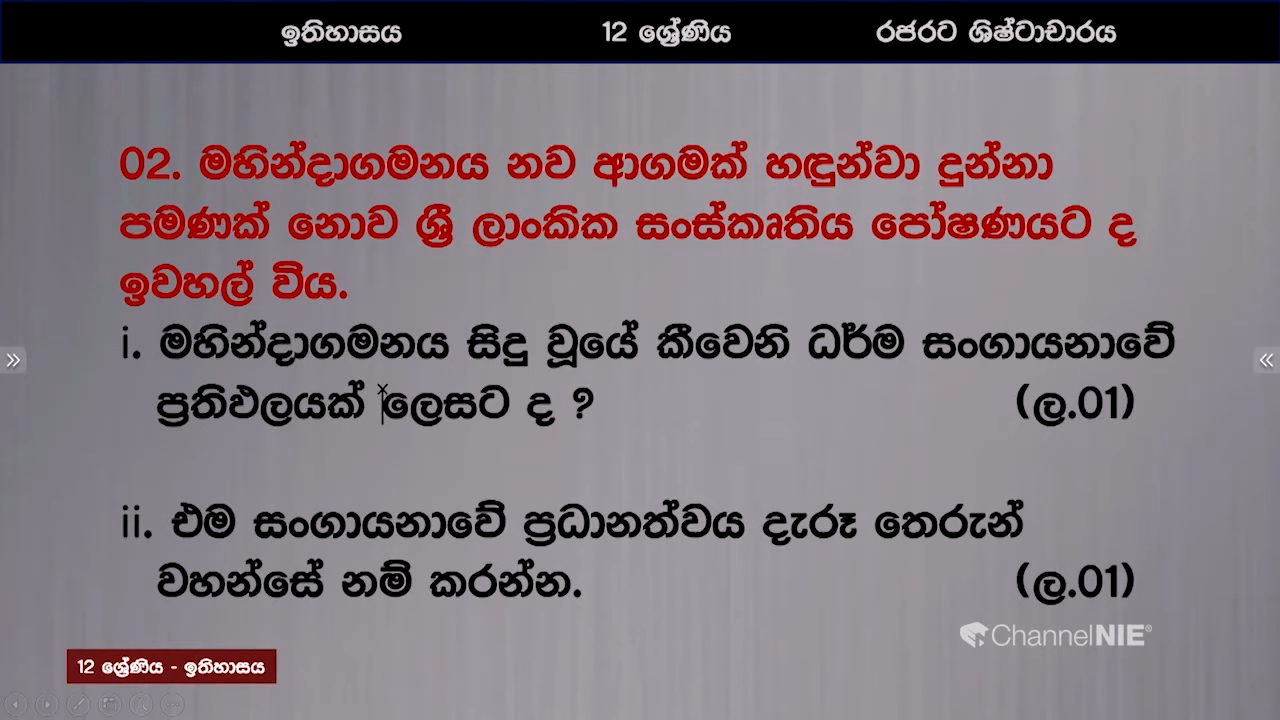 ඉතිහාසය 12 ශ්‍රේණිය රජරට ශිෂ්ටාචාරය
02. මහින්දාගමනය නව ආගමක් හඳුන්වා දුන්නා
පමණක් නොව ශ්‍රී ලාංකික සංස්කෘතිය පෝෂණයට ද
ඉවහල් විය.
i. මහින්දාගමනය සිදු වූයේ කීවෙනි ධර්ම සංගායනාවේ
ප්‍රතිඵලයක් ලෙසට ද ? (ල.01)
ii. එම සංගායනාවේ ප්‍රධානත්වය දැරූ තෙරුන්
වහන්සේ නම් කරන්න. (ල.01)
ChannelNIE®
12 ශ්‍රේණිය - ඉතිහාසය